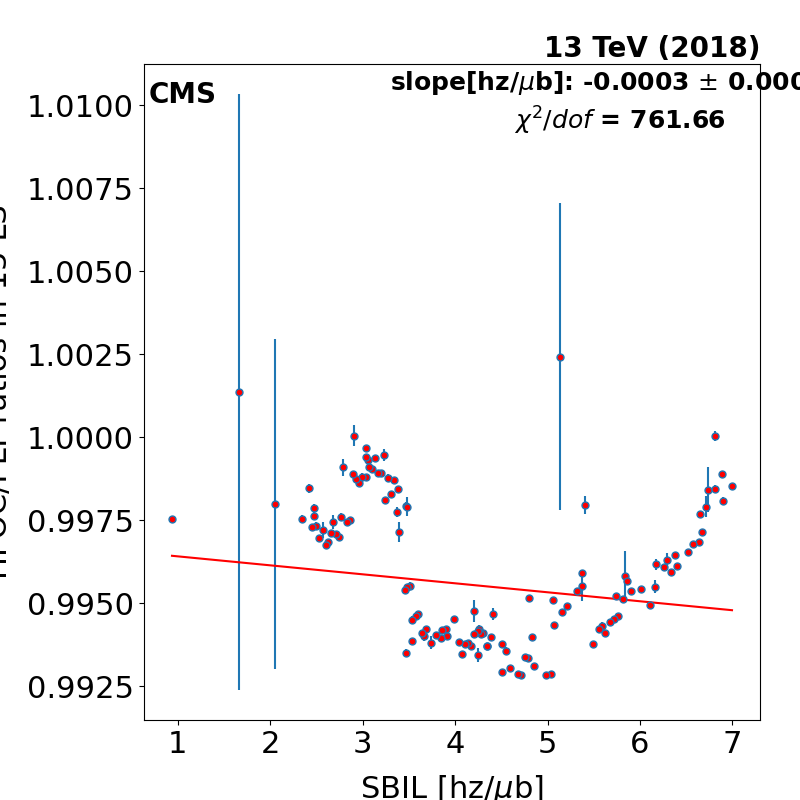 13 TeV (2018)
CMS
slope[hz/μb]: -0.0003 ± 0.000
χ²/dof = 761.66
1.0100
1.0075
1.0050
1.0025
1.0000
0.9975
0.9950
0.9925
1 2 3 4 5 6 7
SBIL [hz/μb]